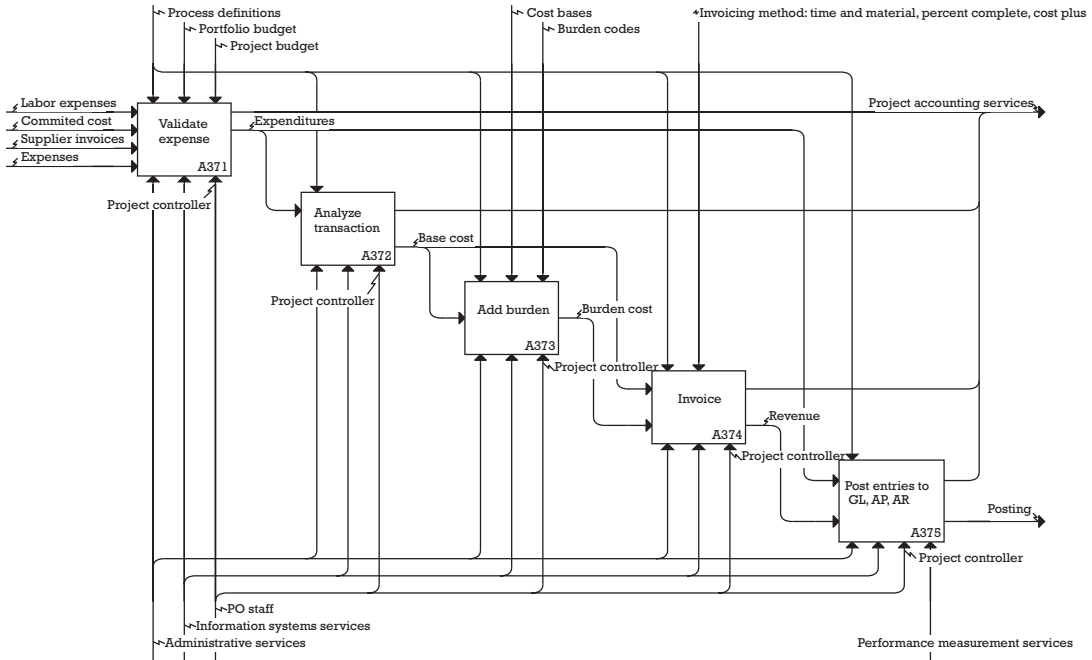 Process definitions
Portfolio budget
Project budget
Cost bases
Burden codes
Invoicing method: time and material, percent complete, cost plus
Labor expenses
Commited cost
Supplier invoices
Expenses
Validate
expense
A371
Expenditures
Project accounting services
Project controller
Analyze
transaction
A372
Base cost
Project controller
Add burden
A373
Burden cost
Project controller
Invoice
A374
Revenue
Project controller
Post entries to
GL, AP, AR
A375
Posting
Project controller
PO staff
Information systems services
Administrative services
Performance measurement services